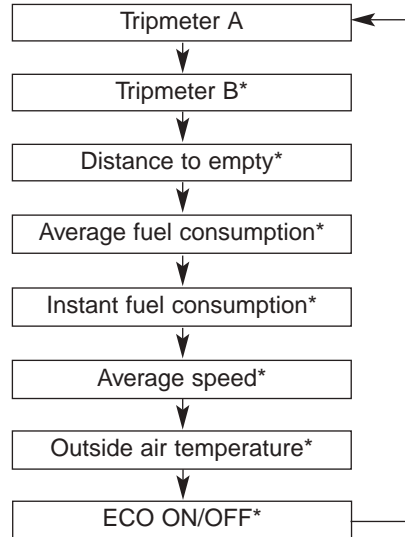 Tripmeter A
Tripmeter B*
Distance to empty*
Average fuel consumption*
Instant fuel consumption*
Average speed*
Outside air temperature*
ECO ON/OFF*